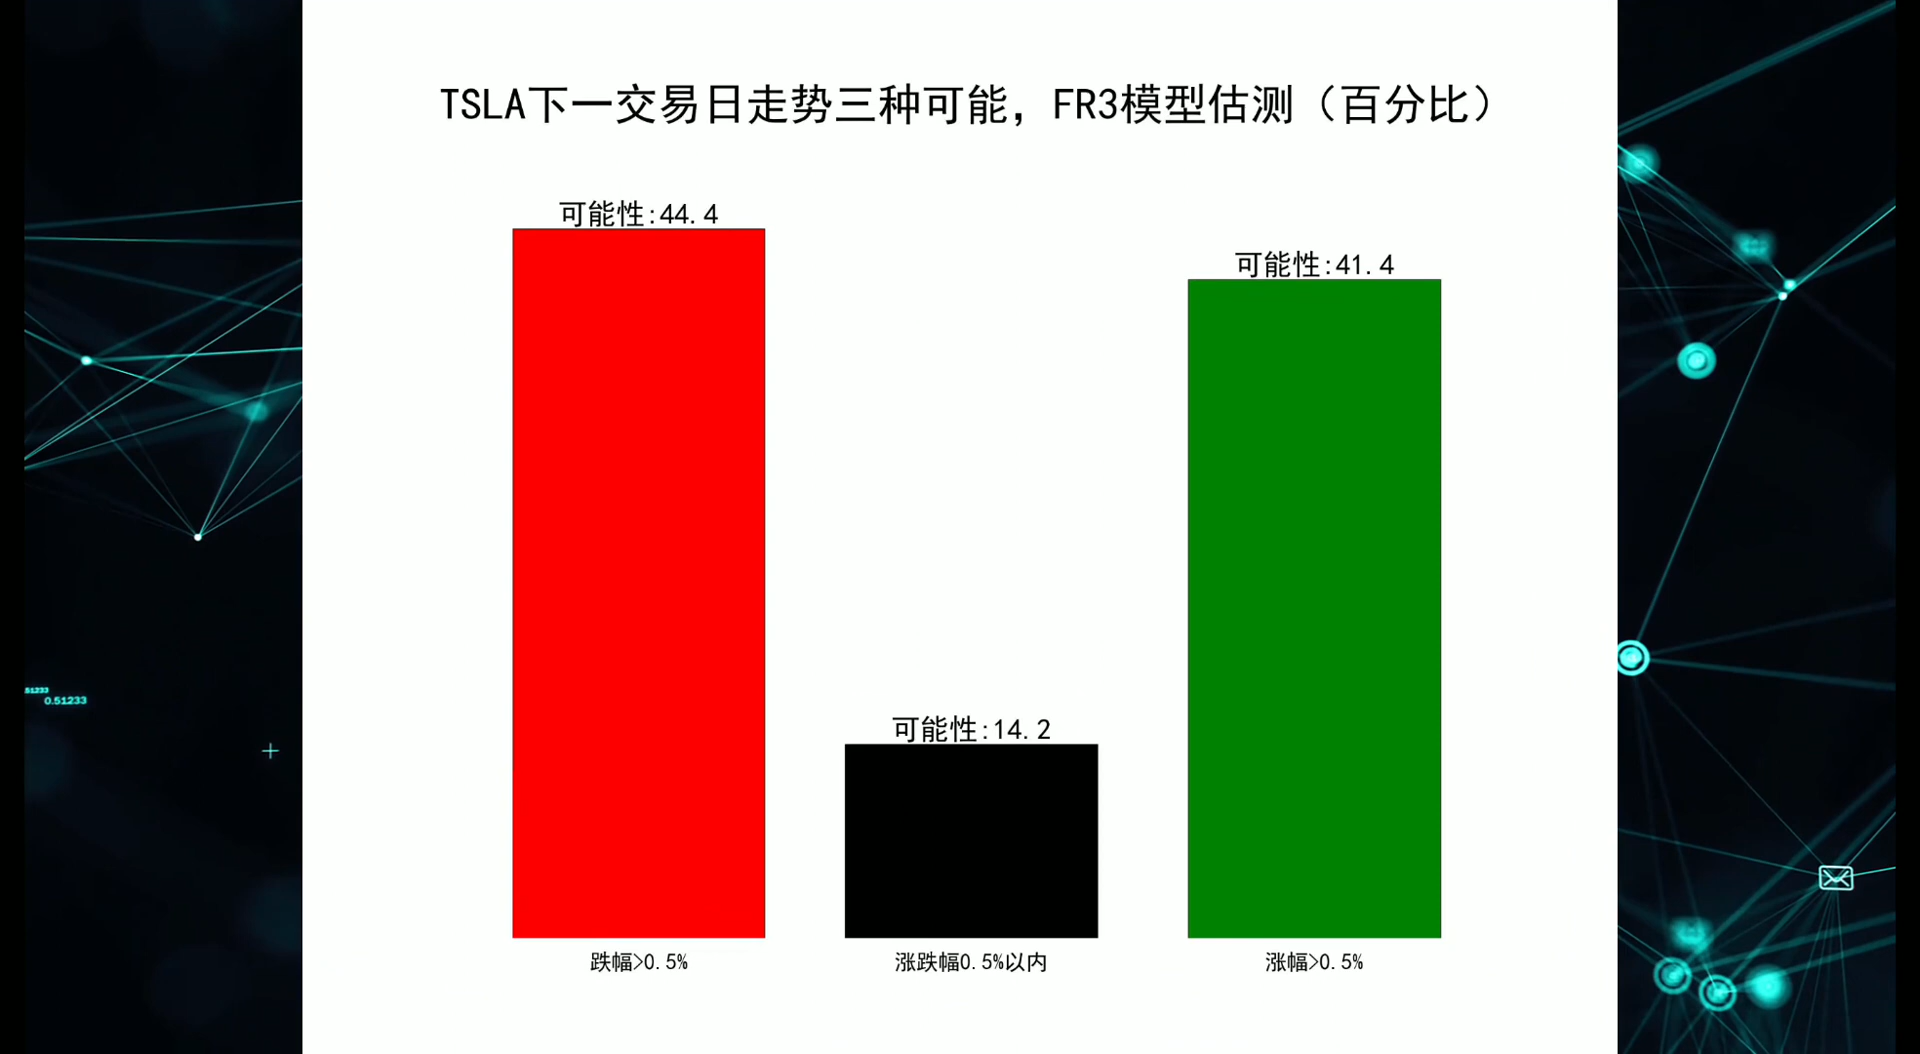 TSLA下一交易日走势三种可能，FR3模型估测（百分比）
可能性:44.4
可能性:41.4
可能性:14.2
跌幅>0.5%
涨跌幅0.5%以内
涨幅>0.5%
51233
0.51233